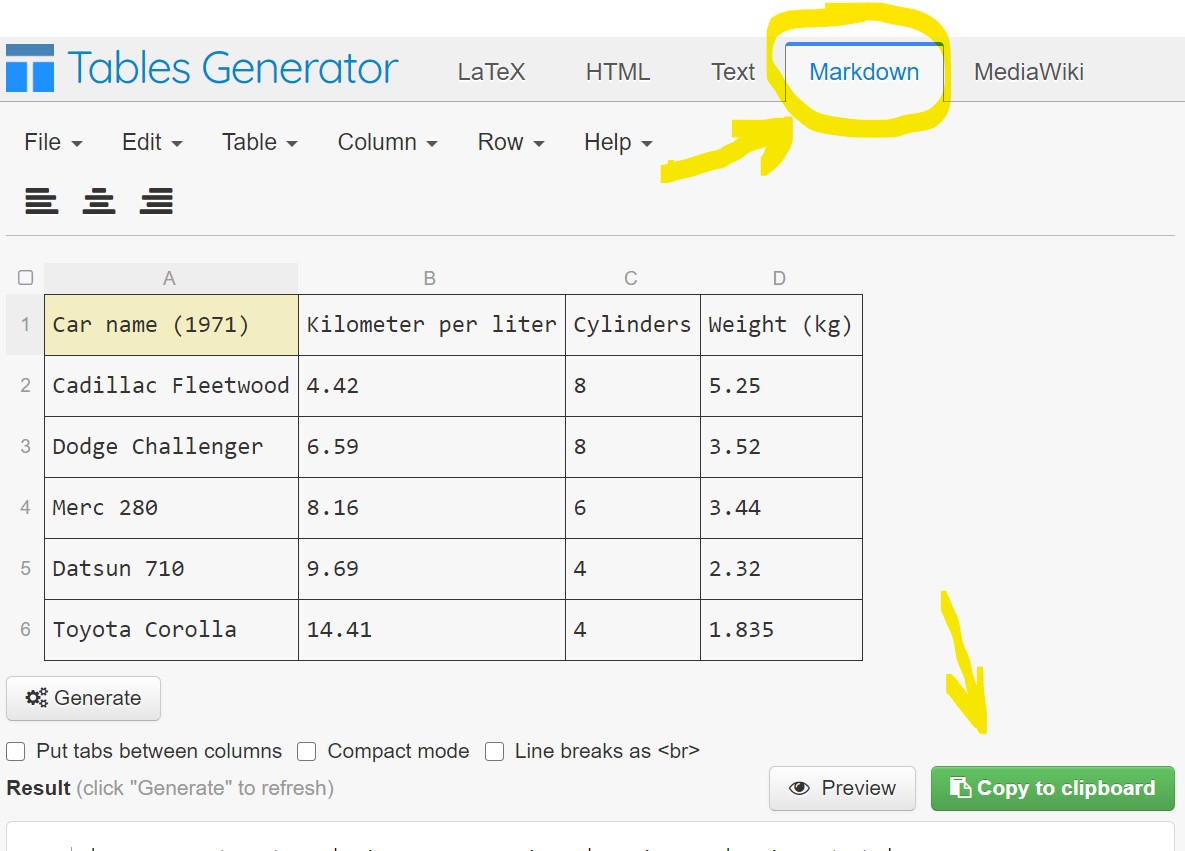 Tables Generator LaTeX HTML Text Markdown MediaWiki
File Edit Table Column Row Help
A B C D
1 Car name (1971) Kilometer per liter Cylinders Weight (kg)
2 Cadillac Fleetwood 4.42 8 5.25
3 Dodge Challenger 6.59 8 3.52
4 Merc 280 8.16 6 3.44
5 Datsun 710 9.69 4 2.32
6 Toyota Corolla 14.41 4 1.835
Generate
Put tabs between columns Compact mode Line breaks as <br>
Result (click "Generate" to refresh) Preview Copy to clipboard